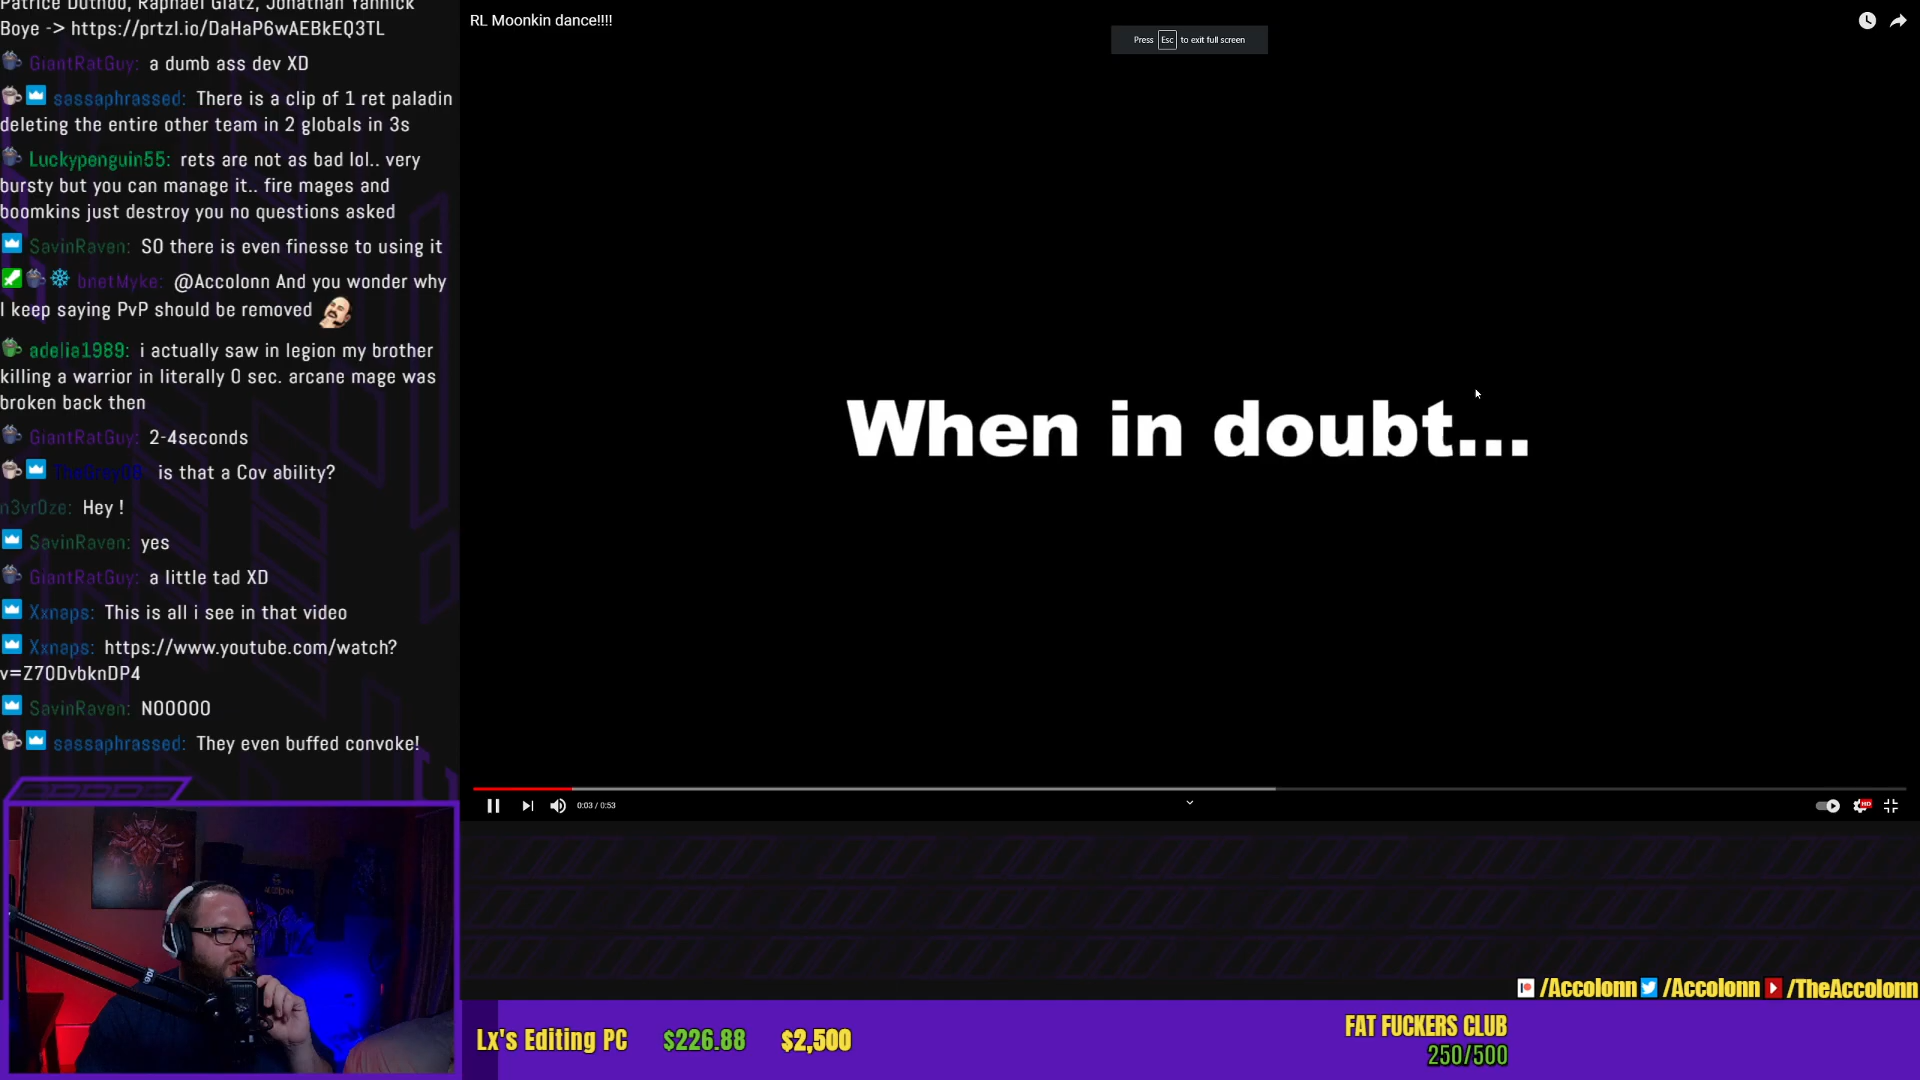 Patrice Duthoo, Raphael Glatz, Jonathan Yannick
Boye -> https://prtzl.io/DaHaP6wAEBkEQ3TL
GiantRatGuy: a dumb ass dev XD
sassaphrassed: There is a clip of 1 ret paladin
deleting the entire other team in 2 globals in 3s
Luckypenguin55: rets are not as bad lol.. very
bursty but you can manage it.. fire mages and
boomkins just destroy you no questions asked
SavinRaven: SO there is even finesse to using it
bnetMyke: @Accolonn And you wonder why
I keep saying PvP should be removed
adelia1989: i actually saw in legion my brother
killing a warrior in literally 0 sec. arcane mage was
broken back then
GiantRatGuy: 2-4seconds
TheGrey08: is that a Cov ability?
n3vr0ze: Hey !
SavinRaven: yes
GiantRatGuy: a little tad XD
Xxnaps: This is all i see in that video
Xxnaps: https://www.youtube.com/watch?
v=Z70DvbknDP4
SavinRaven: NOOOOO
sassaphrassed: They even buffed convoke!
RL Moonkin dance!!!!
Press Esc to exit full screen
When in doubt...
0:03 / 0:53
HD
/Accolonn /Accolonn /TheAccolonn
Lx's Editing PC $226.88 $2,500
FAT FUCKERS CLUB
250/500